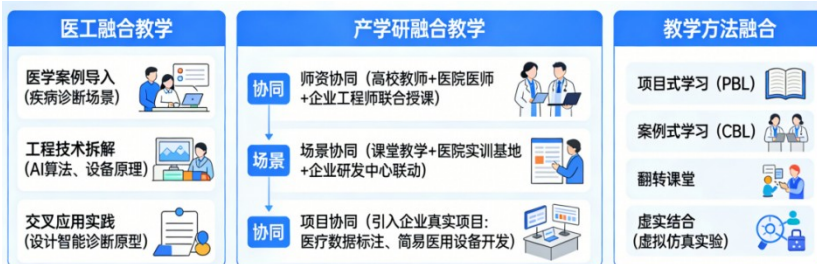 医工融合教学
医学案例导入
(疾病诊断场景)
工程技术拆解
(AI算法、设备原理)
交叉应用实践
(设计智能诊断原型)
产学研融合教学
协同
师资协同（高校教师+医院医师
+企业工程师联合授课）
场景
场景协同（课堂教学+医院实训基地
+企业研发中心联动）
协同
项目协同（引入企业真实项目：
医疗数据标注、简易医用设备开发）
教学方法融合
项目式学习（PBL）
案例式学习（CBL）
翻转课堂
虚实结合
(虚拟仿真实验)